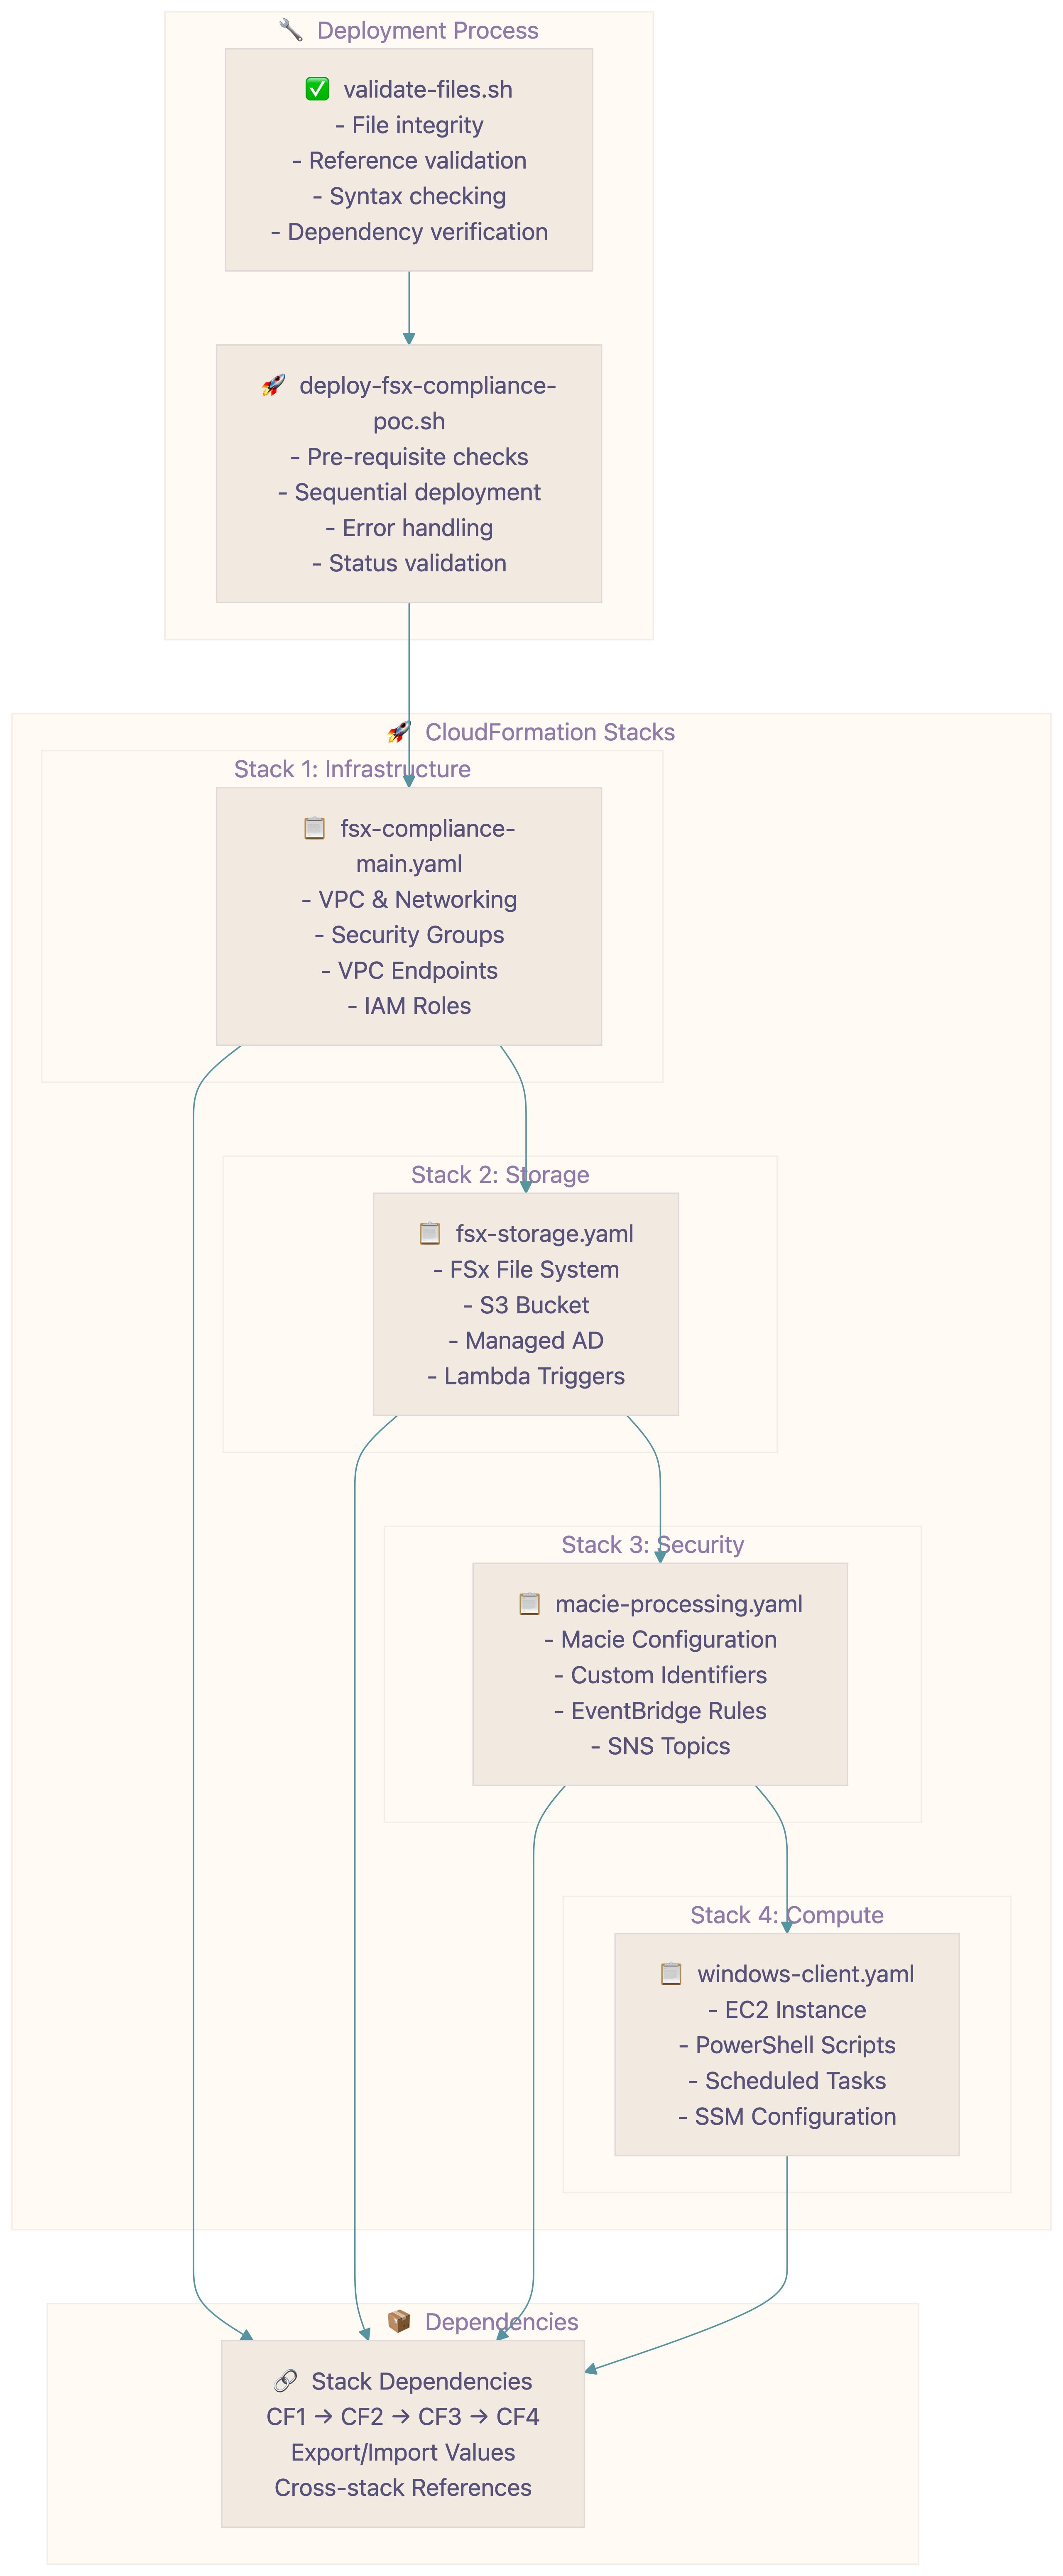 🔧 Deployment Process
✅ validate-files.sh
- File integrity
- Reference validation
- Syntax checking
- Dependency verification
🚀 deploy-fsx-compliance-
poc.sh
- Pre-requisite checks
- Sequential deployment
- Error handling
- Status validation
🚀 CloudFormation Stacks
Stack 1: Infrastructure
📋 fsx-compliance-
main.yaml
- VPC & Networking
- Security Groups
- VPC Endpoints
- IAM Roles
Stack 2: Storage
📋 fsx-storage.yaml
- FSx File System
- S3 Bucket
- Managed AD
- Lambda Triggers
Stack 3: Security
📋 macie-processing.yaml
- Macie Configuration
- Custom Identifiers
- EventBridge Rules
- SNS Topics
Stack 4: Compute
📋 windows-client.yaml
- EC2 Instance
- PowerShell Scripts
- Scheduled Tasks
- SSM Configuration
📦 Dependencies
🔗 Stack Dependencies
CF1 → CF2 → CF3 → CF4
Export/Import Values
Cross-stack References